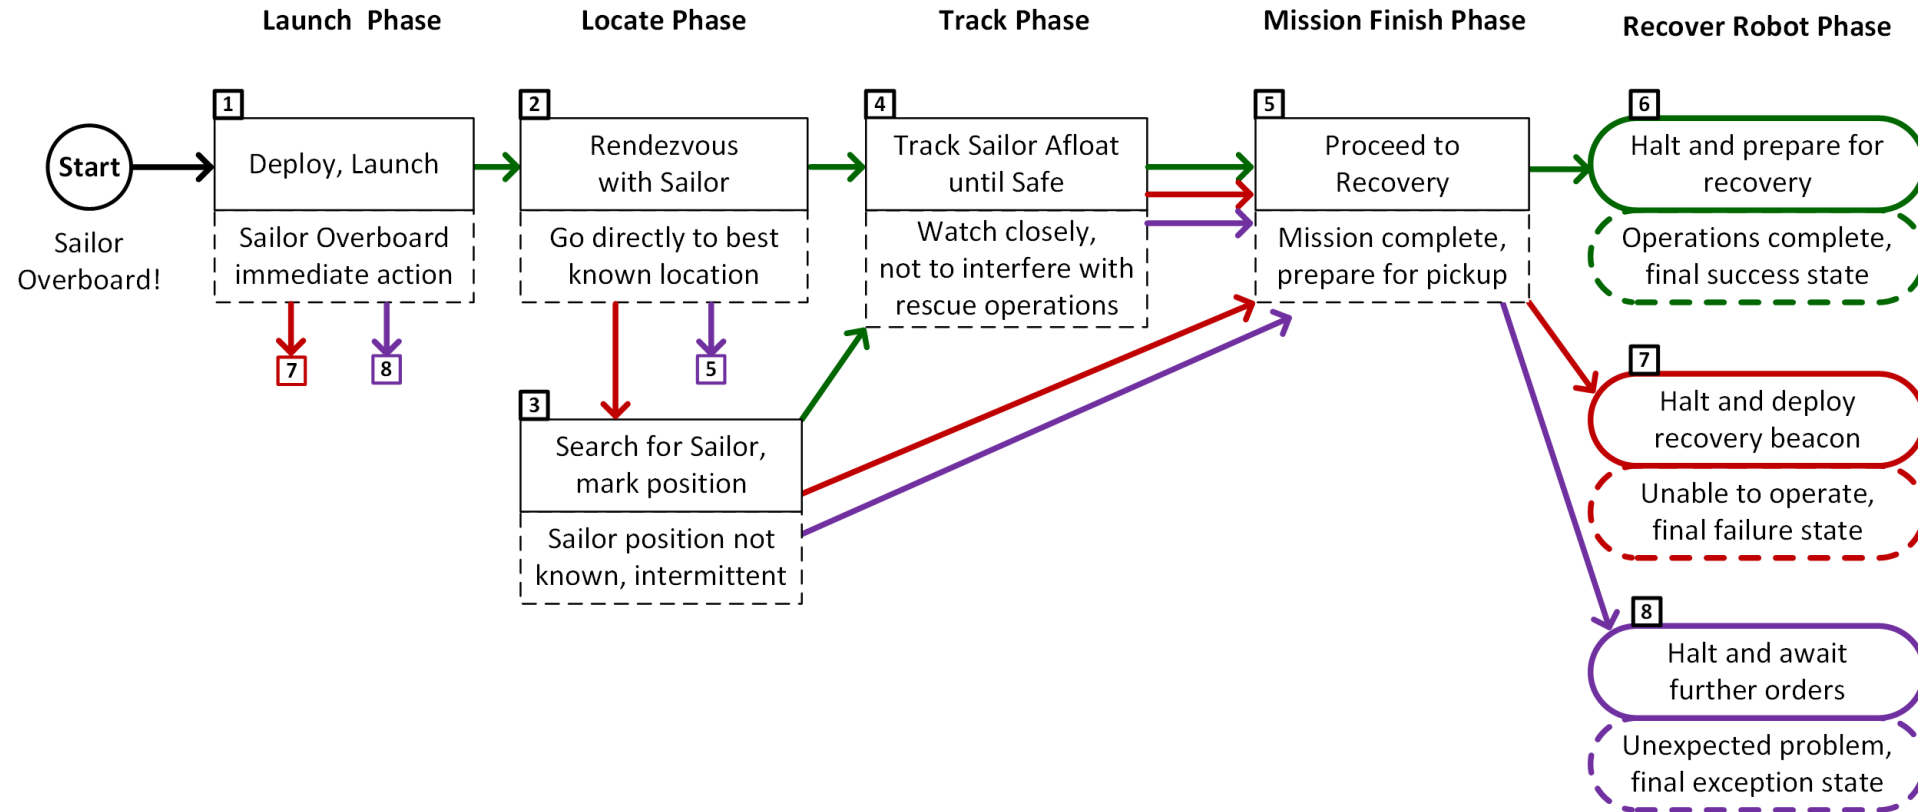 Launch  Phase
Locate Phase
Track Phase
Mission Finish Phase
Recover Robot Phase
Start
Sailor
Overboard!
1
Deploy, Launch
Sailor Overboard
immediate action
7
8
2
Rendezvous
with Sailor
Go directly to best
known location
5
3
Search for Sailor,
mark position
Sailor position not
known, intermittent
4
Track Sailor Afloat
until Safe
Watch closely,
not to interfere with
rescue operations
5
Proceed to
Recovery
Mission complete,
prepare for pickup
6
Halt and prepare for
recovery
Operations complete,
final success state
7
Halt and deploy
recovery beacon
Unable to operate,
final failure state
8
Halt and await
further orders
Unexpected problem,
final exception state